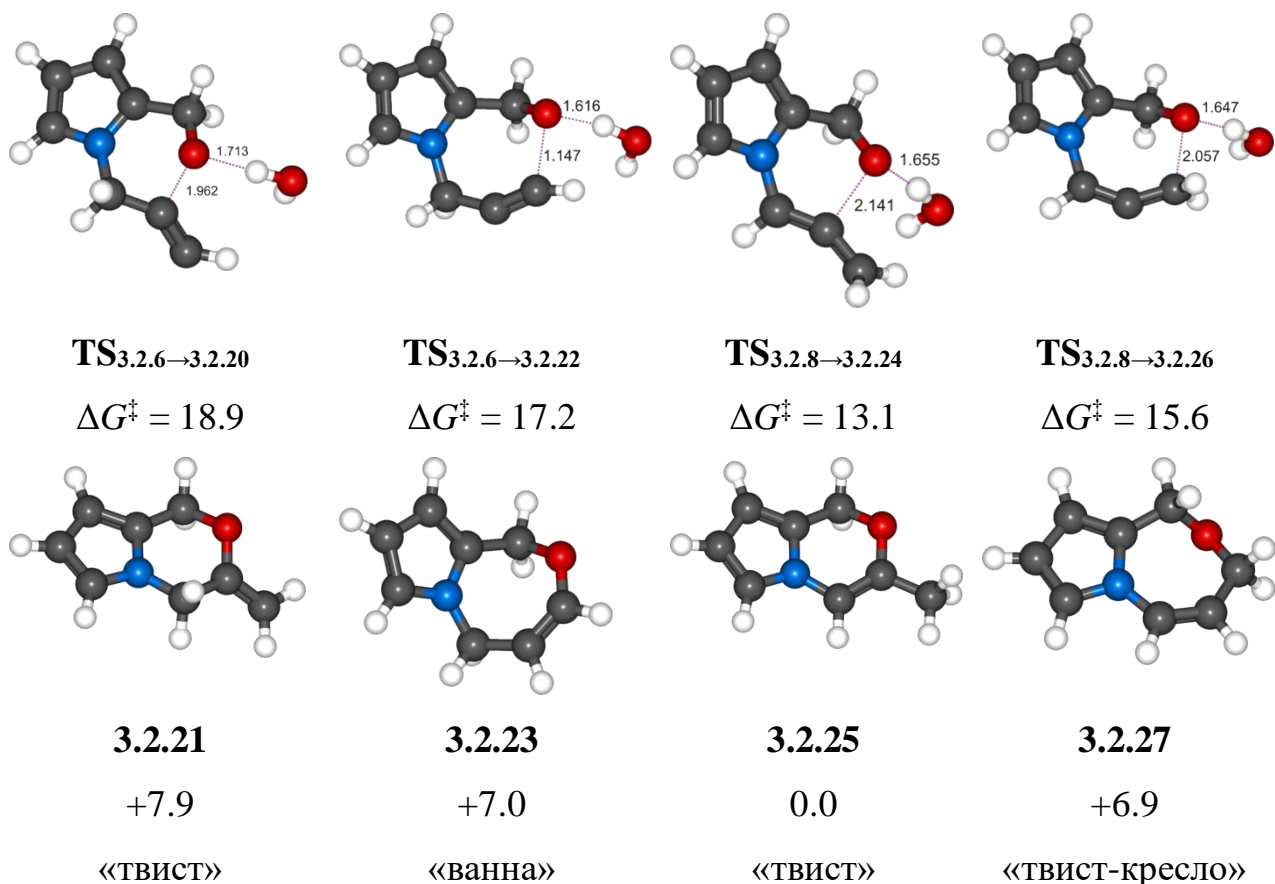 1.713
1.962
1.616
1.147
1.655
2.141
1.647
2.057
TS3.2.6→3.2.20 TS3.2.6→3.2.22 TS3.2.8→3.2.24 TS3.2.8→3.2.26
ΔG‡ = 18.9 ΔG‡ = 17.2 ΔG‡ = 13.1 ΔG‡ = 15.6
3.2.21 3.2.23 3.2.25 3.2.27
+7.9 +7.0 0.0 +6.9
«твист» «ванна» «твист» «твист-кресло»